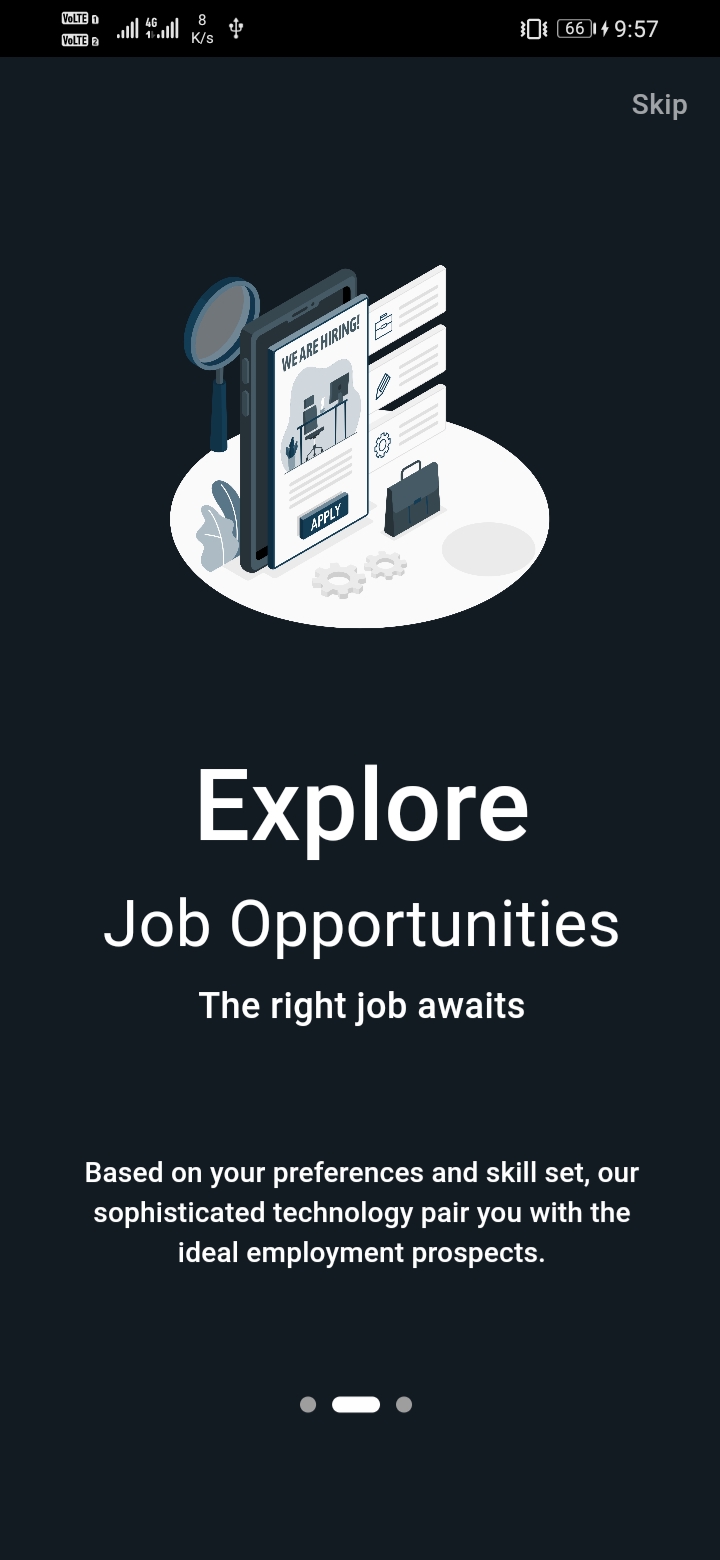 VoLTE 1
VoLTE 2
4G
8
K/s
66
9:57
Skip
WE ARE HIRING!
APPLY
Explore
Job Opportunities
The right job awaits
Based on your preferences and skill set, our
sophisticated technology pair you with the
ideal employment prospects.